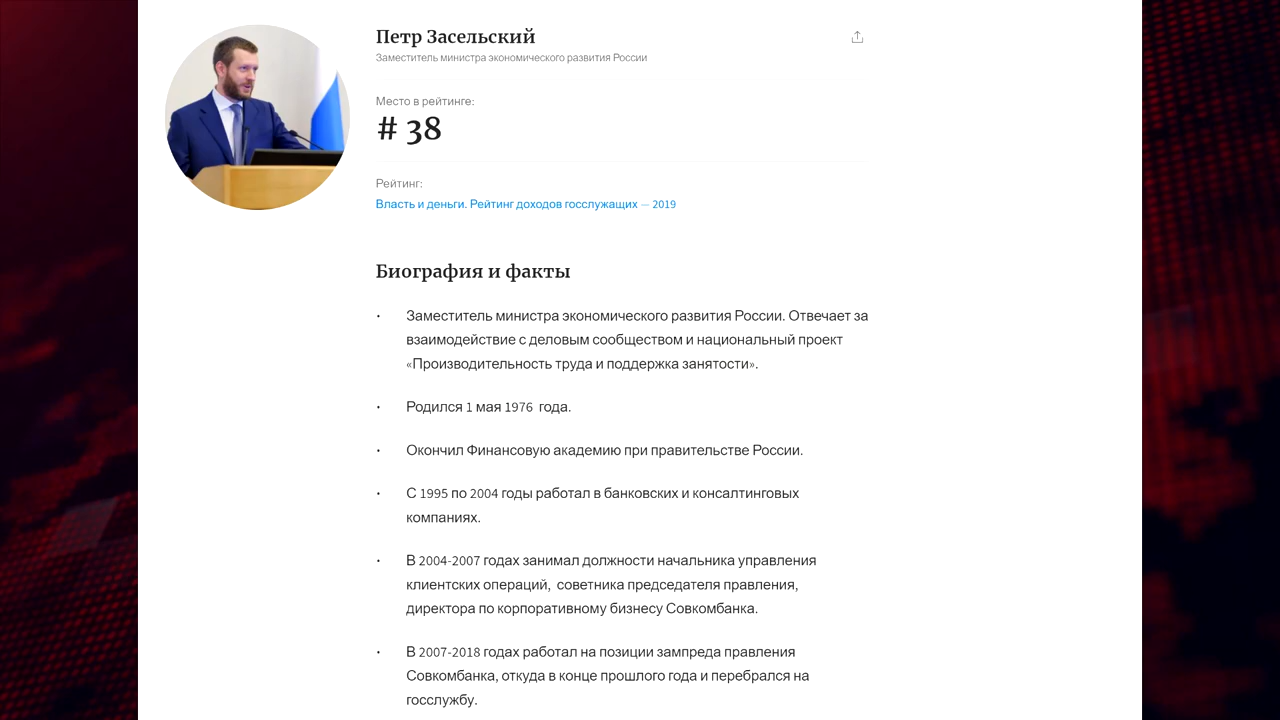 Петр Засельский
Заместитель министра экономического развития России
Место в рейтинге:
# 38
Рейтинг:
Власть и деньги. Рейтинг доходов госслужащих — 2019
Биография и факты
• Заместитель министра экономического развития России. Отвечает за
взаимодействие с деловым сообществом и национальный проект
«Производительность труда и поддержка занятости».
• Родился 1 мая 1976 года.
• Окончил Финансовую академию при правительстве России.
• С 1995 по 2004 годы работал в банковских и консалтинговых
компаниях.
• В 2004-2007 годах занимал должности начальника управления
клиентских операций, советника председателя правления,
директора по корпоративному бизнесу Совкомбанка.
• В 2007-2018 годах работал на позиции зампреда правления
Совкомбанка, откуда в конце прошлого года и перебрался на
госслужбу.